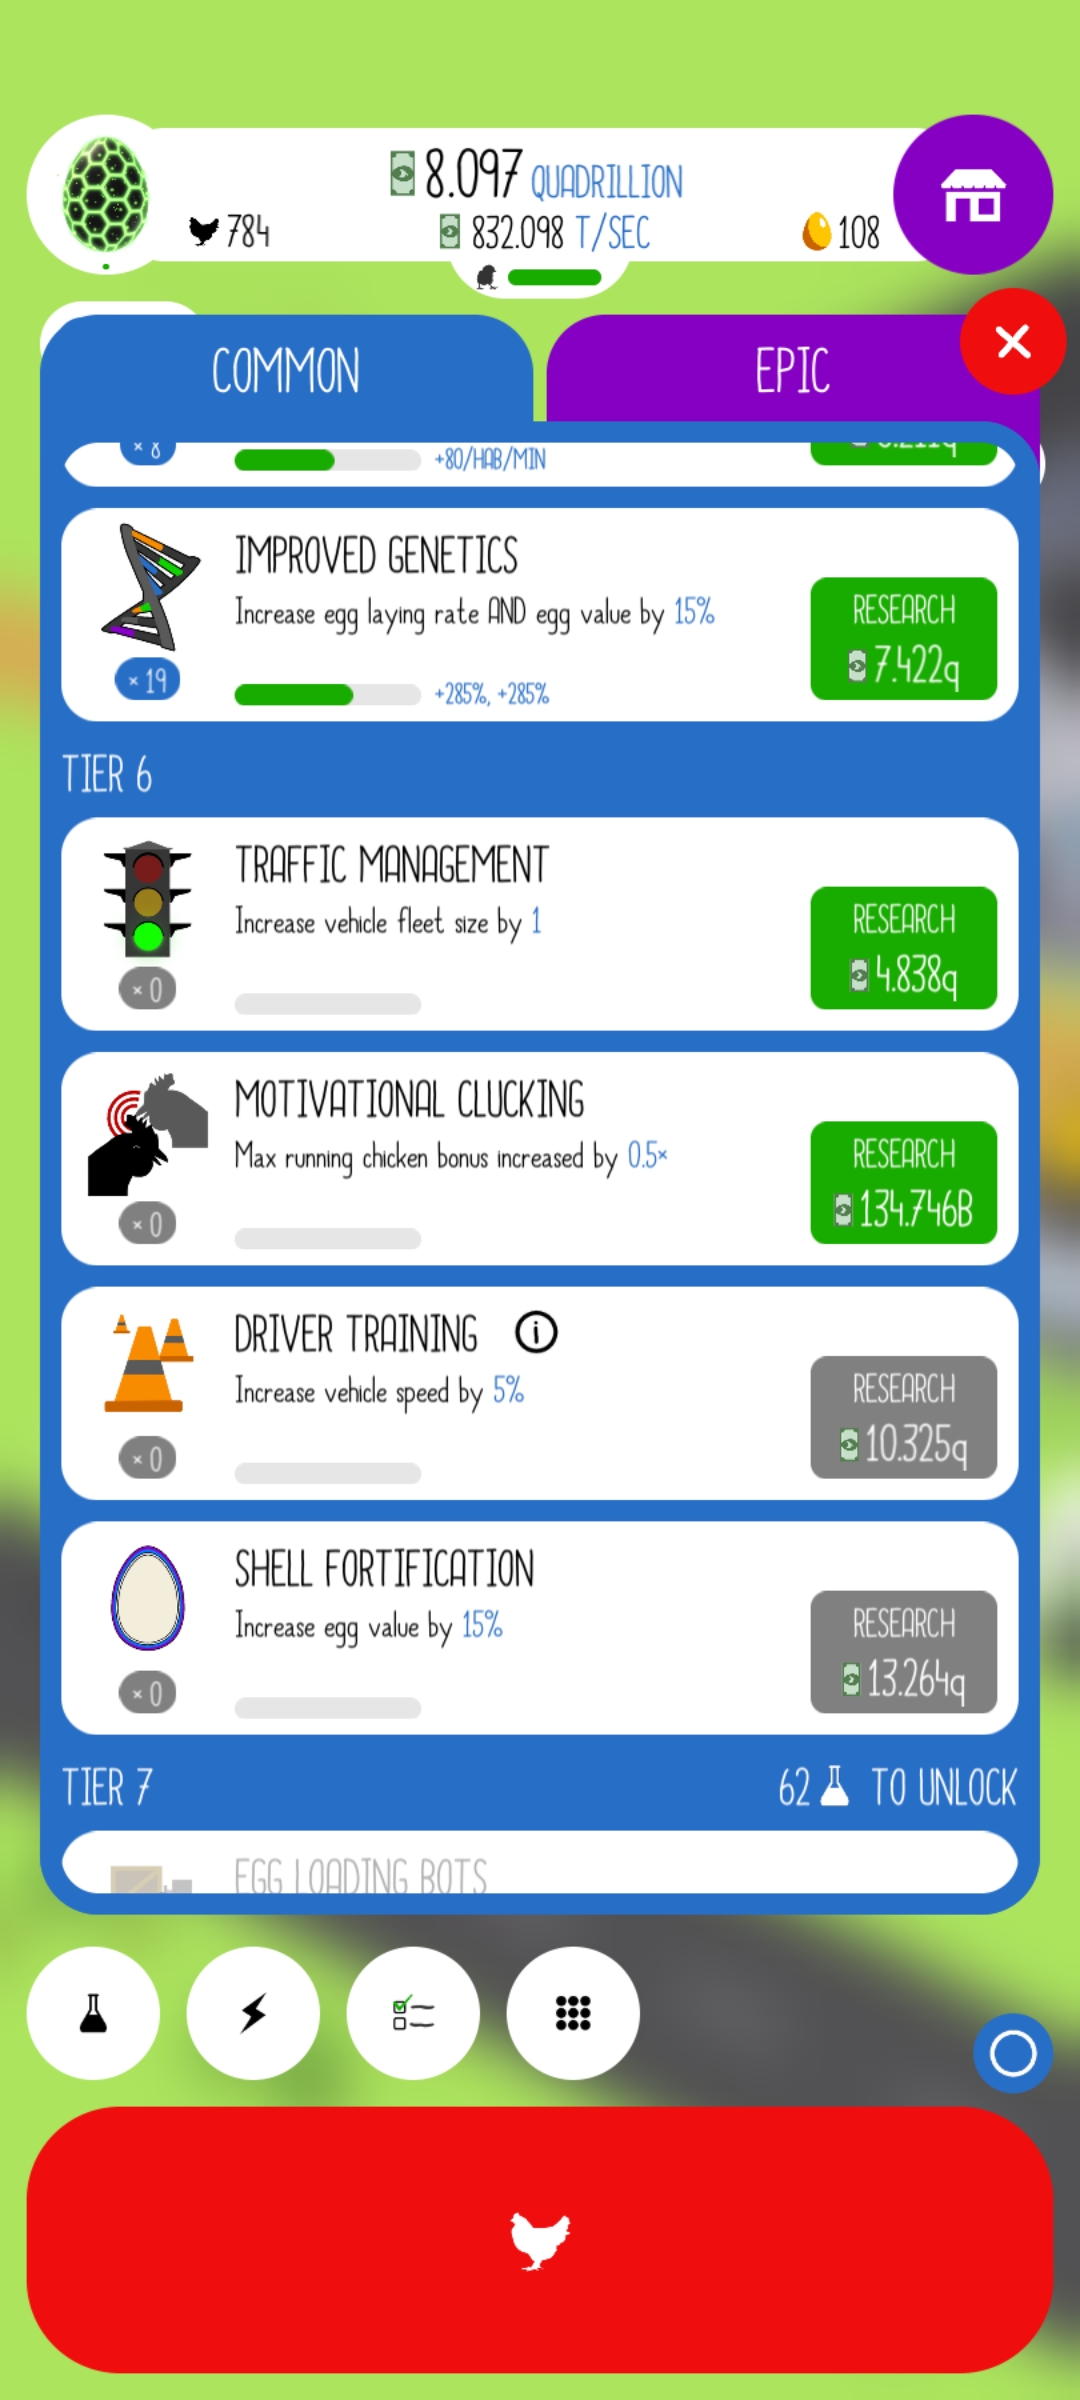 8.097 QUADRILLION
784
832.098 T/SEC
108
COMMON
EPIC
× 8
+80/HAB/MIN
IMPROVED GENETICS
Increase egg laying rate AND egg value by 15%
RESEARCH
7.422q
× 19
+285%, +285%
TIER 6
TRAFFIC MANAGEMENT
Increase vehicle fleet size by 1
RESEARCH
4.838q
× 0
MOTIVATIONAL CLUCKING
Max running chicken bonus increased by 0.5×
RESEARCH
134.746B
× 0
DRIVER TRAINING i
Increase vehicle speed by 5%
RESEARCH
10.325q
× 0
SHELL FORTIFICATION
Increase egg value by 15%
RESEARCH
13.264q
× 0
TIER 7
62 TO UNLOCK
EGG LOADING BOTS